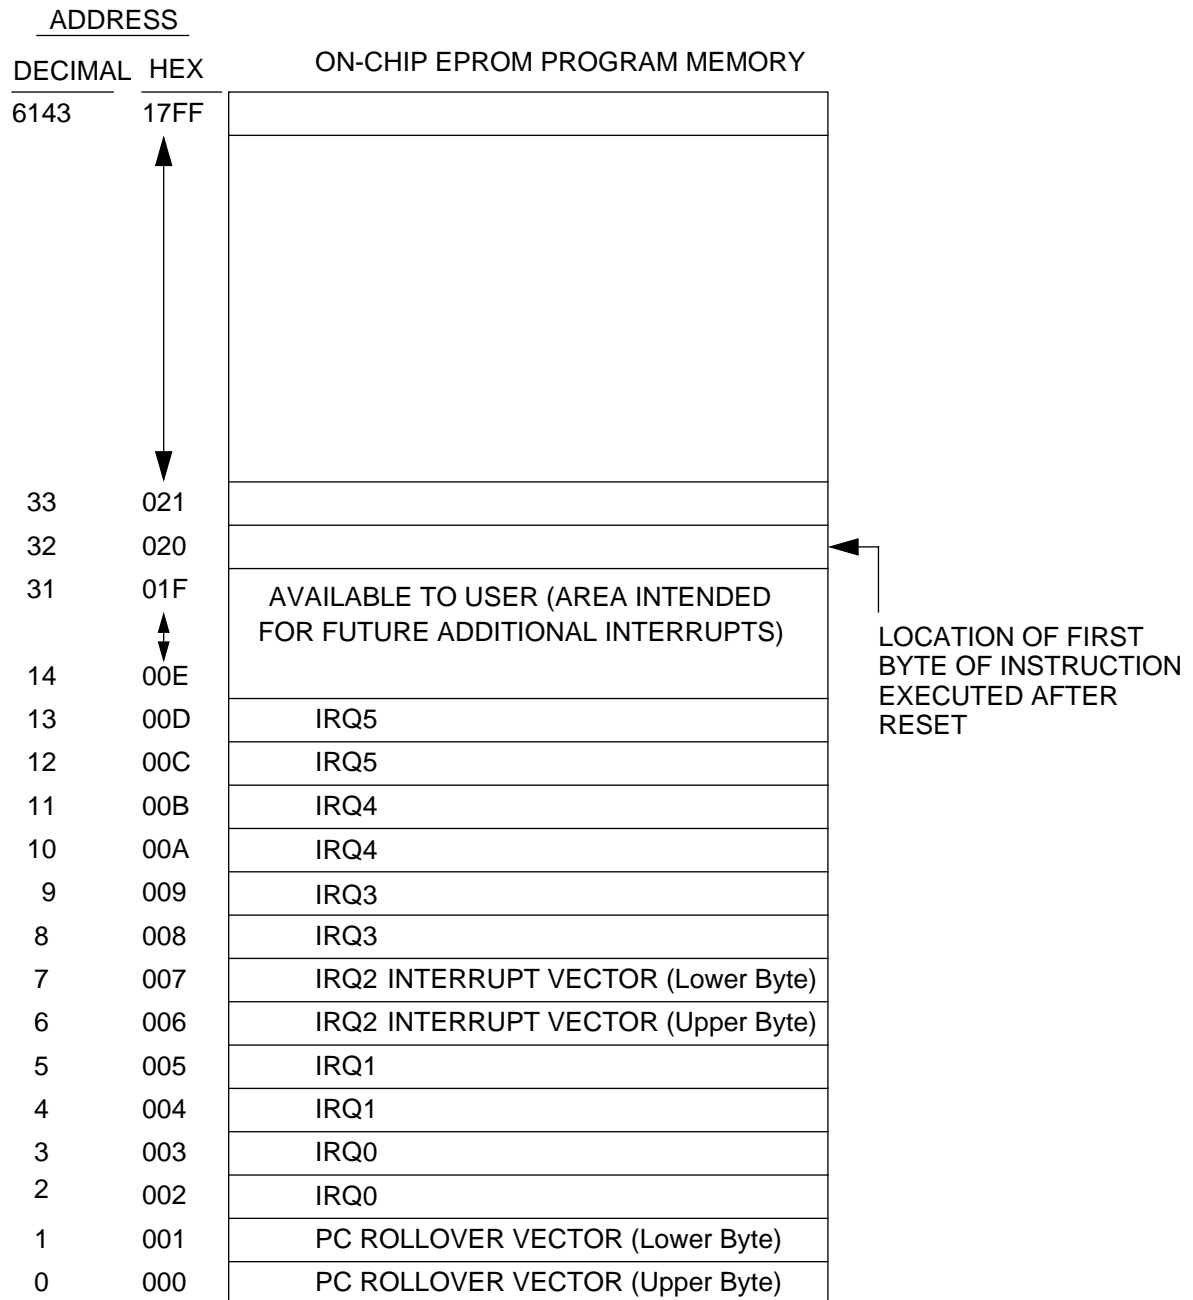 ADDRESS
DECIMAL HEX ON-CHIP EPROM PROGRAM MEMORY
6143 17FF
33 021
32 020
31 01F AVAILABLE TO USER (AREA INTENDED
FOR FUTURE ADDITIONAL INTERRUPTS)
LOCATION OF FIRST
BYTE OF INSTRUCTION
EXECUTED AFTER
RESET
14 00E
13 00D IRQ5
12 00C IRQ5
11 00B IRQ4
10 00A IRQ4
9 009 IRQ3
8 008 IRQ3
7 007 IRQ2 INTERRUPT VECTOR (Lower Byte)
6 006 IRQ2 INTERRUPT VECTOR (Upper Byte)
5 005 IRQ1
4 004 IRQ1
3 003 IRQ0
2 002 IRQ0
1 001 PC ROLLOVER VECTOR (Lower Byte)
0 000 PC ROLLOVER VECTOR (Upper Byte)